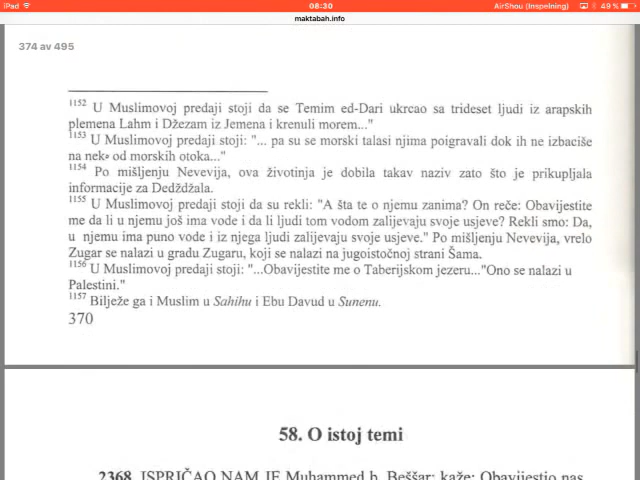 iPad
08:30
AirShou (Inspelning)
49 %
maktabah.info
374 av 495
1152 U Muslimovoj predaji stoji da se Temim ed-Dari ukrcao sa trideset ljudi iz arapskih
plemena Lahm i Džezam iz Jemena i krenuli morem..."
1153 U Muslimovoj predaji stoji: "... pa su se morski talasi njima poigravali dok ih ne izbaciše
na neke od morskih otoka..."
1154 Po mišljenju Nevevija, ova životinja je dobila takav naziv zato što je prikupljala
informacije za Dedždžala.
1155 U Muslimovoj predaji stoji da su rekli: "A šta te o njemu zanima? On reče: Obavijestite
me da li u njemu još ima vode i da li ljudi tom vodom zalijevaju svoje usjeve? Rekli smo: Da,
u njemu ima puno vode i iz njega ljudi zalijevaju svoje usjeve." Po mišljenju Nevevija, vrelo
Zugar se nalazi u gradu Zugaru, koji se nalazi na jugoistočnoj strani Šama.
1156 U Muslimovoj predaji stoji: "...Obavijestite me o Taberijskom jezeru..."Ono se nalazi u
Palestini."
1157 Bilježe ga i Muslim u Sahihu i Ebu Davud u Sunenu.
370
58. O istoj temi
2368. ISPRIČAO NAM JE Muhammed b. Beššar; kaže: Obavijestio nas